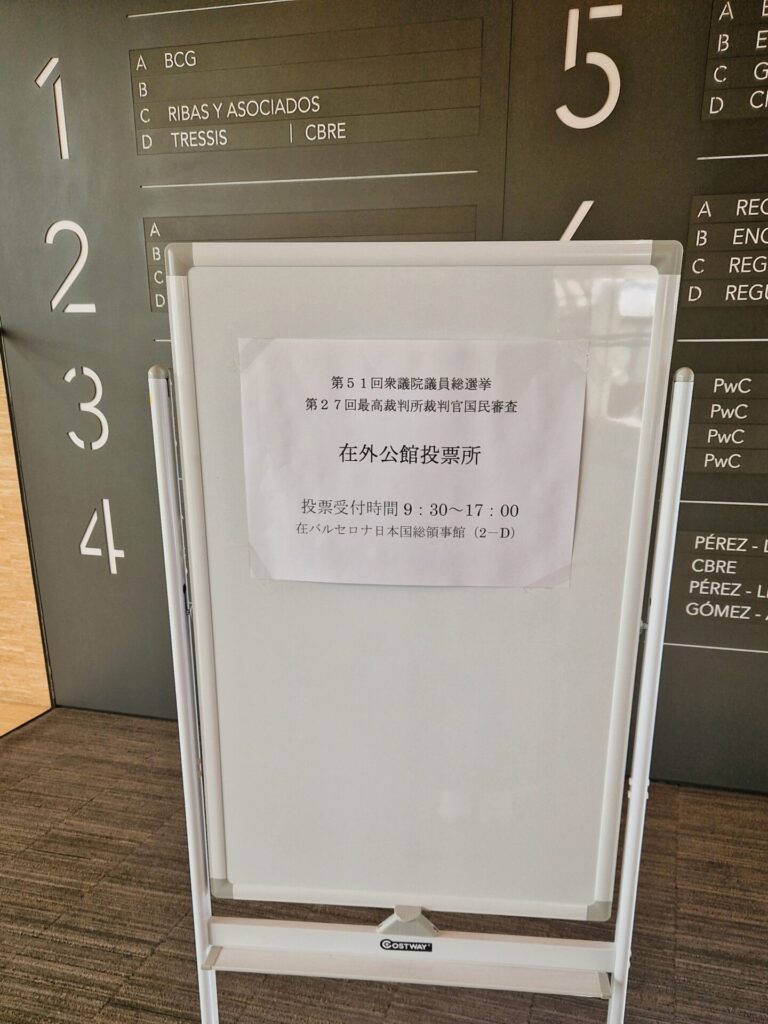 1
A BCG
B
C RIBAS Y ASOCIADOS
D TRESSIS | CBRE
2
A
B
C
D
3
4
5
A
B
C
D
6
A
B
C
D
PwC
PwC
PwC
PwC
PÉREZ -
CBRE
PÉREZ -
GÓMEZ -
第51回衆議院議員総選挙
第27回最高裁判所裁判官国民審査
在外公館投票所
投票受付時間 9：30～17：00
在バルセロナ日本国総領事館（2－D）
COSTWAY